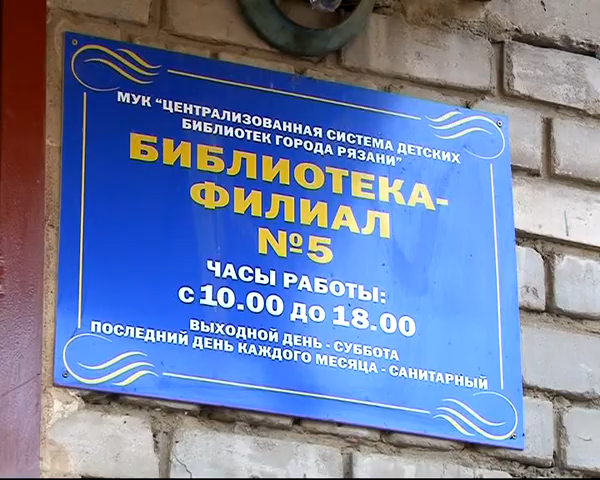 МУК "ЦЕНТРАЛИЗОВАННАЯ СИСТЕМА ДЕТСКИХ
БИБЛИОТЕК ГОРОДА РЯЗАНИ"
БИБЛИОТЕКА-
ФИЛИАЛ
№5
ЧАСЫ РАБОТЫ:
с 10.00 до 18.00
ВЫХОДНОЙ ДЕНЬ - СУББОТА
ПОСЛЕДНИЙ ДЕНЬ КАЖДОГО МЕСЯЦА - САНИТАРНЫЙ